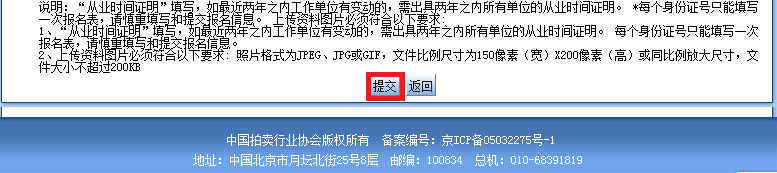 说明：“从业时间证明”填写，如最近两年之内工作单位有变动的，需出具两年之内所有单位的从业时间证明。 *每个身份证号只能填写
一次报名表，请慎重填写和提交报名信息。 上传资料图片必须符合以下要求：
1、“从业时间证明”填写，如最近两年之内工作单位有变动的，需出具两年之内所有单位的从业时间证明。 每个身份证号只能填写一次
报名表，请慎重填写和提交报名信息。
2、上传资料图片必须符合以下要求：照片格式为JPEG、JPG或GIF，文件比例尺寸为150像素（宽）X200像素（高）或同比例放大尺寸，文
件大小不超过200KB
提交 返回
中国拍卖行业协会版权所有 备案编号：京ICP备05032275号-1
地址：中国北京市月坛北街25号8层 邮编：100834 总机：010-68391819